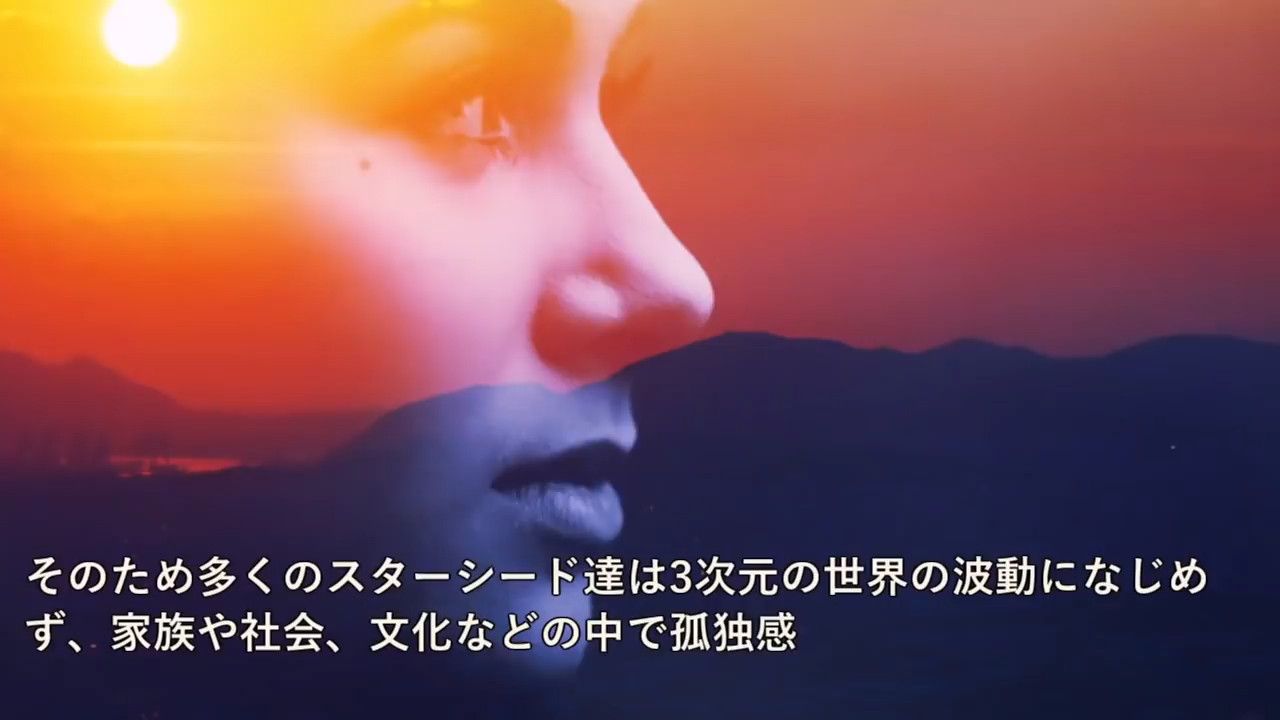 そのため多くのスターシード達は3次元の世界の波動になじめ
ず、家族や社会、文化などの中で孤独感